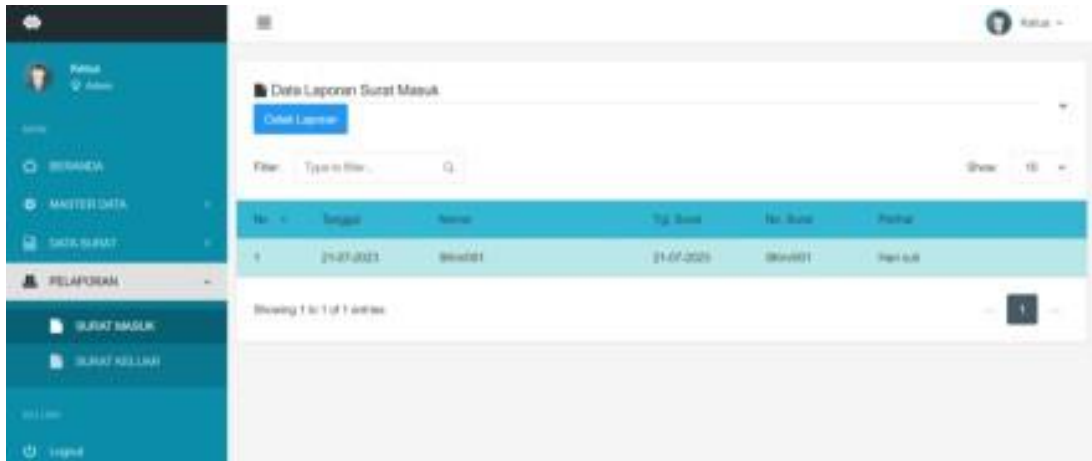 Ketua
Ketua
Admin
Data Laporan Surat Masuk
Cetak Laporan
BERANDA
Filter: Type to filter...
Show: 10
MASTER DATA
No Tanggal Nomor Tgl. Surat No. Surat Perihal
DATA SURAT
1 21-07-2023 21-07-2023
PELAPORAN
Showing 1 to 1 of 1 entries
1
SURAT MASUK
SURAT KELUAR
Logout